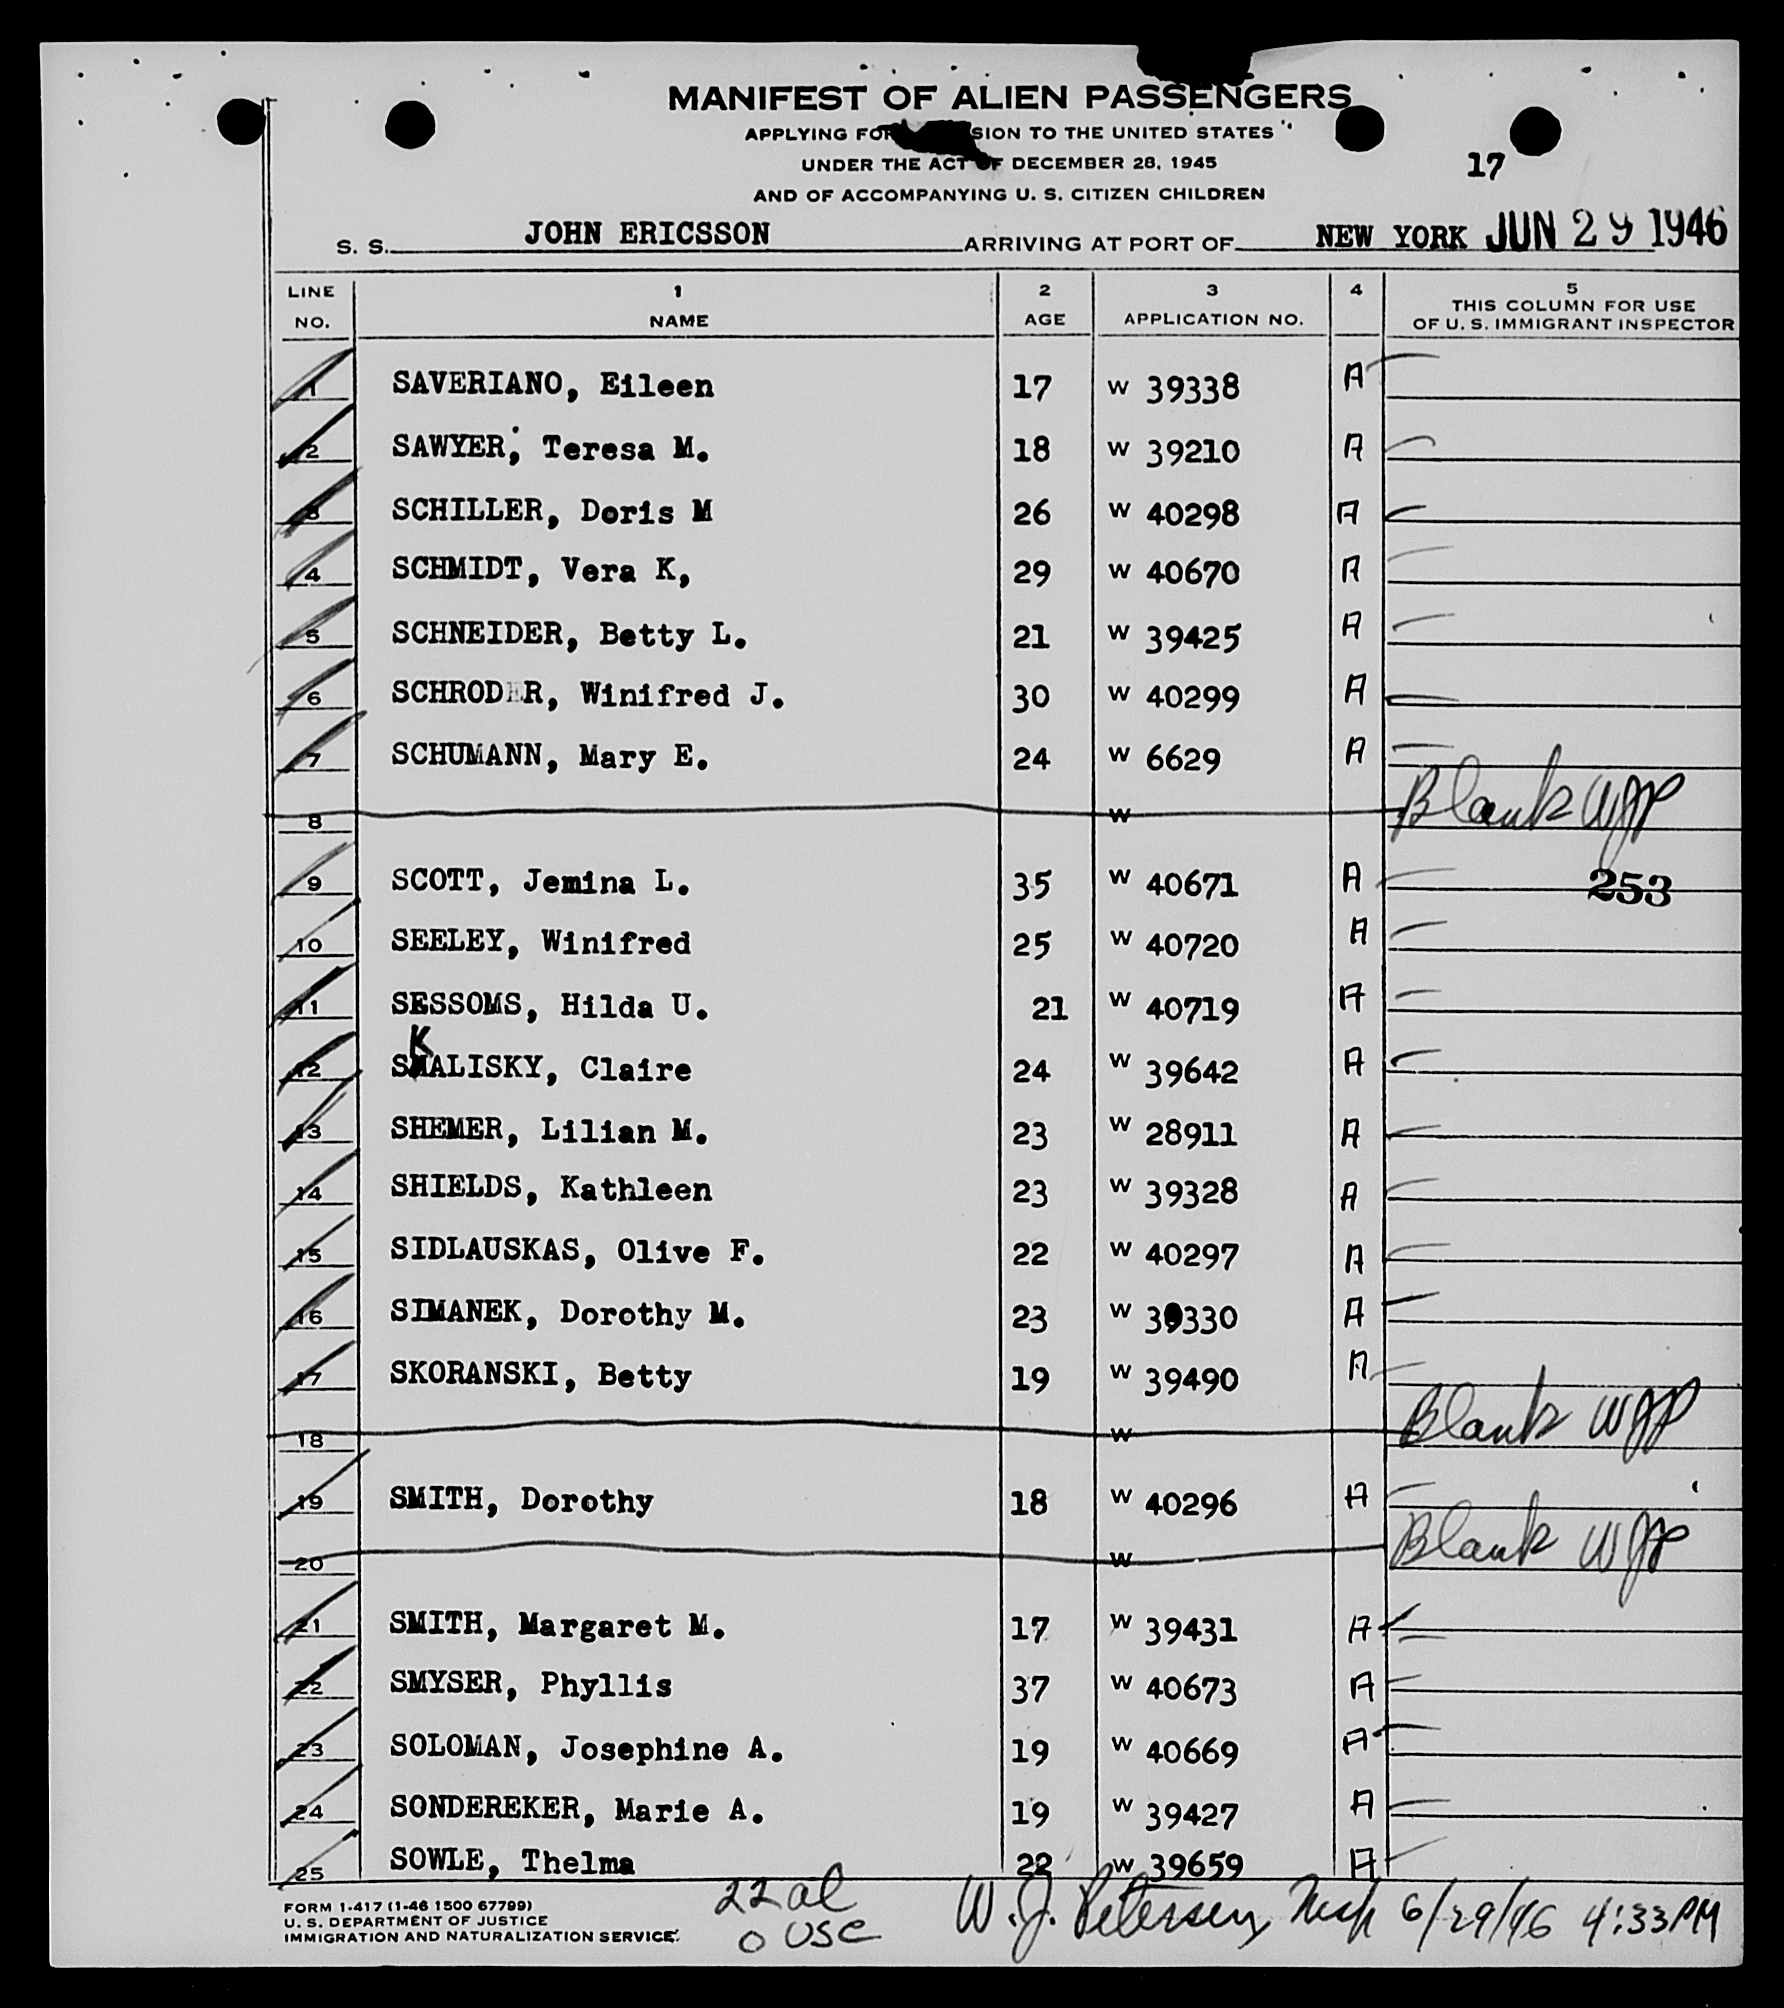 MANIFEST OF ALIEN PASSENGERS
APPLYING FOR SION TO THE UNITED STATES
UNDER THE ACT OF DECEMBER 28, 1945
AND OF ACCOMPANYING U. S. CITIZEN CHILDREN
17
S. S. JOHN ERICSSON ARRIVING AT PORT OF NEW YORK JUN 29 1946
LINE NO. 1 NAME 2 AGE 3 APPLICATION NO. 4 5 THIS COLUMN FOR USE OF U. S. IMMIGRANT INSPECTOR
1 SAVERIANO, Eileen 17 W 39338 A
2 SAWYER, Teresa M. 18 W 39210 A
3 SCHILLER, Doris M 26 W 40298 A
4 SCHMIDT, Vera K, 29 W 40670 A
5 SCHNEIDER, Betty L. 21 W 39425 A
6 SCHRODER, Winifred J. 30 W 40299 A
7 SCHUMANN, Mary E. 24 W 6629 A
8 W Blank WJP
9 SCOTT, Jemina L. 35 W 40671 A 253
10 SEELEY, Winifred 25 W 40720 A
11 SESSOMS, Hilda U. 21 W 40719 A
12 SKALISKY, Claire 24 W 39642 A
13 SHEMER, Lilian M. 23 W 28911 A
14 SHIELDS, Kathleen 23 W 39328 A
15 SIDLAUSKAS, Olive F. 22 W 40297 A
16 SIMANEK, Dorothy M. 23 W 39330 A
17 SKORANSKI, Betty 19 W 39490 A
18 W Blank WJP
19 SMITH, Dorothy 18 W 40296 A
20 W Blank WJP
21 SMITH, Margaret M. 17 W 39431 A
22 SMYSER, Phyllis 37 W 40673 A
23 SOLOMAN, Josephine A. 19 W 40669 A
24 SONDEREKER, Marie A. 19 W 39427 A
25 SOWLE, Thelma 22 W 39659 A
FORM I-417 (1-46 1500 67799)
U. S. DEPARTMENT OF JUSTICE
IMMIGRATION AND NATURALIZATION SERVICE.
22 al
0 USC
W. J. Petersen, Insp 6/29/46 4:33 PM